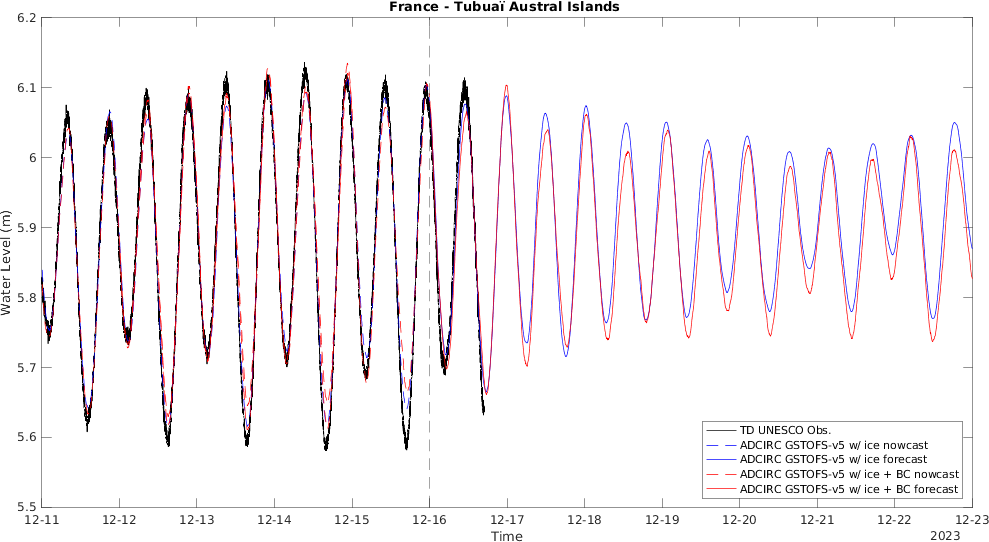 France - Tubuaï Austral Islands
6.2
6.1
6
5.9
5.8
5.7
5.6
5.5
Water Level (m)
12-11 12-12 12-13 12-14 12-15 12-16 12-17 12-18 12-19 12-20 12-21 12-22 12-23
Time
2023
TD UNESCO Obs.
ADCIRC GSTOFS-v5 w/ ice nowcast
ADCIRC GSTOFS-v5 w/ ice forecast
ADCIRC GSTOFS-v5 w/ ice + BC nowcast
ADCIRC GSTOFS-v5 w/ ice + BC forecast